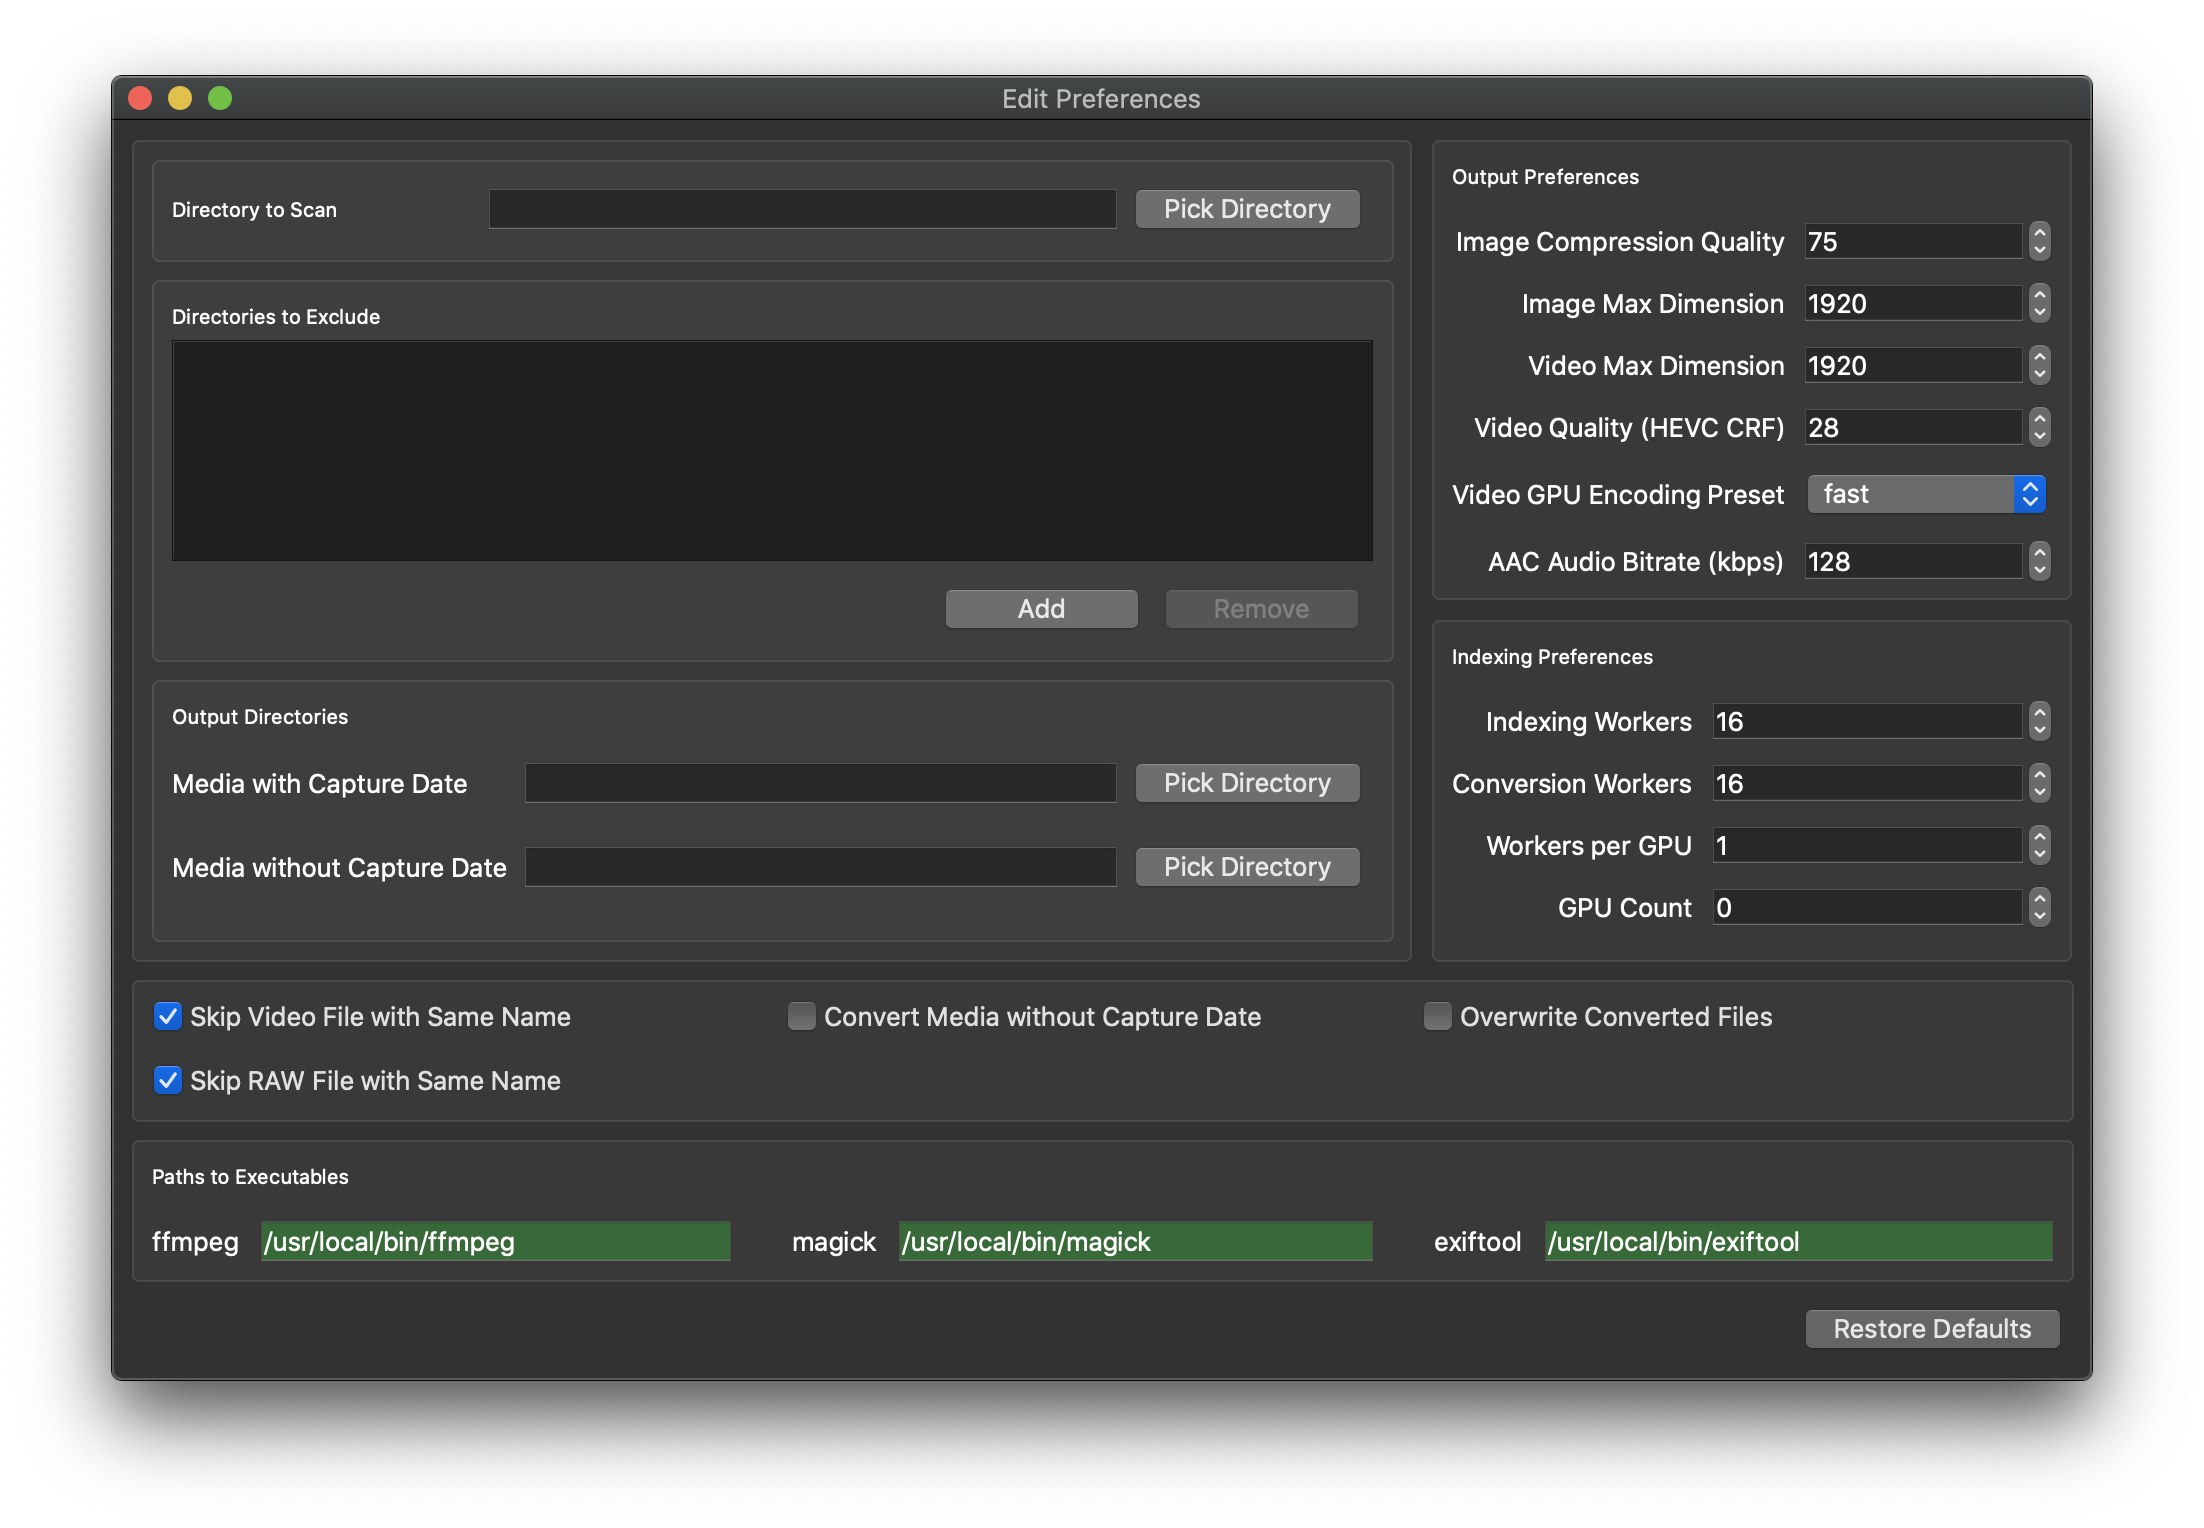 Edit Preferences
Directory to Scan
Pick Directory
Directories to Exclude
Add
Remove
Output Directories
Media with Capture Date
Pick Directory
Media without Capture Date
Pick Directory
Output Preferences
Image Compression Quality 75
Image Max Dimension 1920
Video Max Dimension 1920
Video Quality (HEVC CRF) 28
Video GPU Encoding Preset fast
AAC Audio Bitrate (kbps) 128
Indexing Preferences
Indexing Workers 16
Conversion Workers 16
Workers per GPU 1
GPU Count 0
Skip Video File with Same Name
Convert Media without Capture Date
Overwrite Converted Files
Skip RAW File with Same Name
Paths to Executables
ffmpeg /usr/local/bin/ffmpeg
magick /usr/local/bin/magick
exiftool /usr/local/bin/exiftool
Restore Defaults